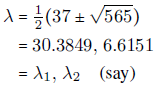 λ = 1/2(37 ± √565)
= 30.3849, 6.6151
= λ₁, λ₂ (say)